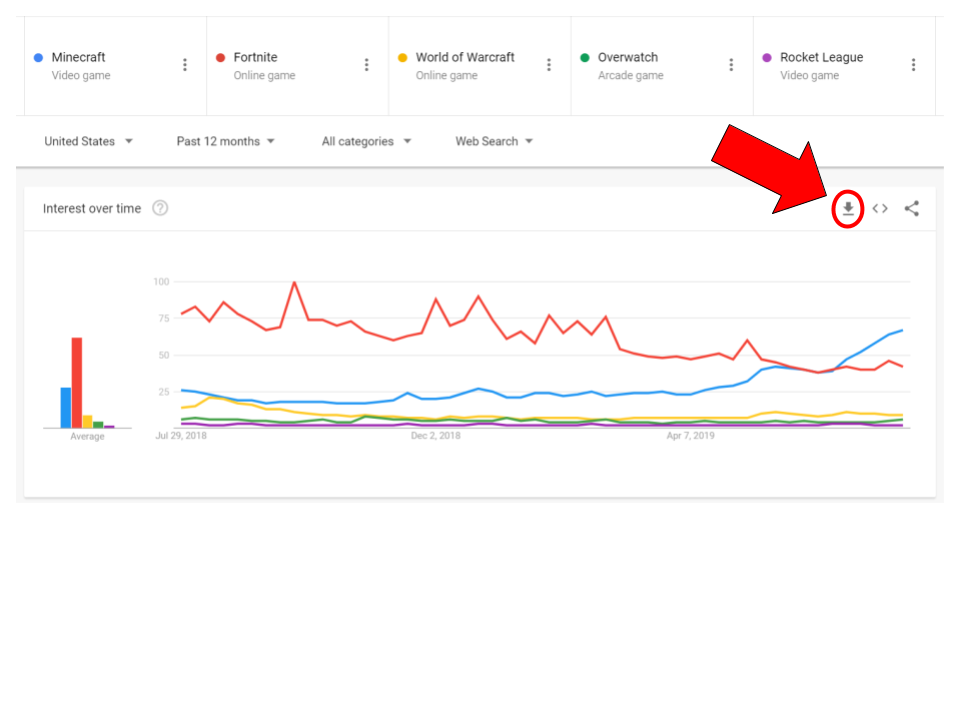 Minecraft
Video game
Fortnite
Online game
World of Warcraft
Online game
Overwatch
Arcade game
Rocket League
Video game
United States
Past 12 months
All categories
Web Search
Interest over time
?
100
75
50
25
Average
Jul 29, 2018
Dec 2, 2018
Apr 7, 2019